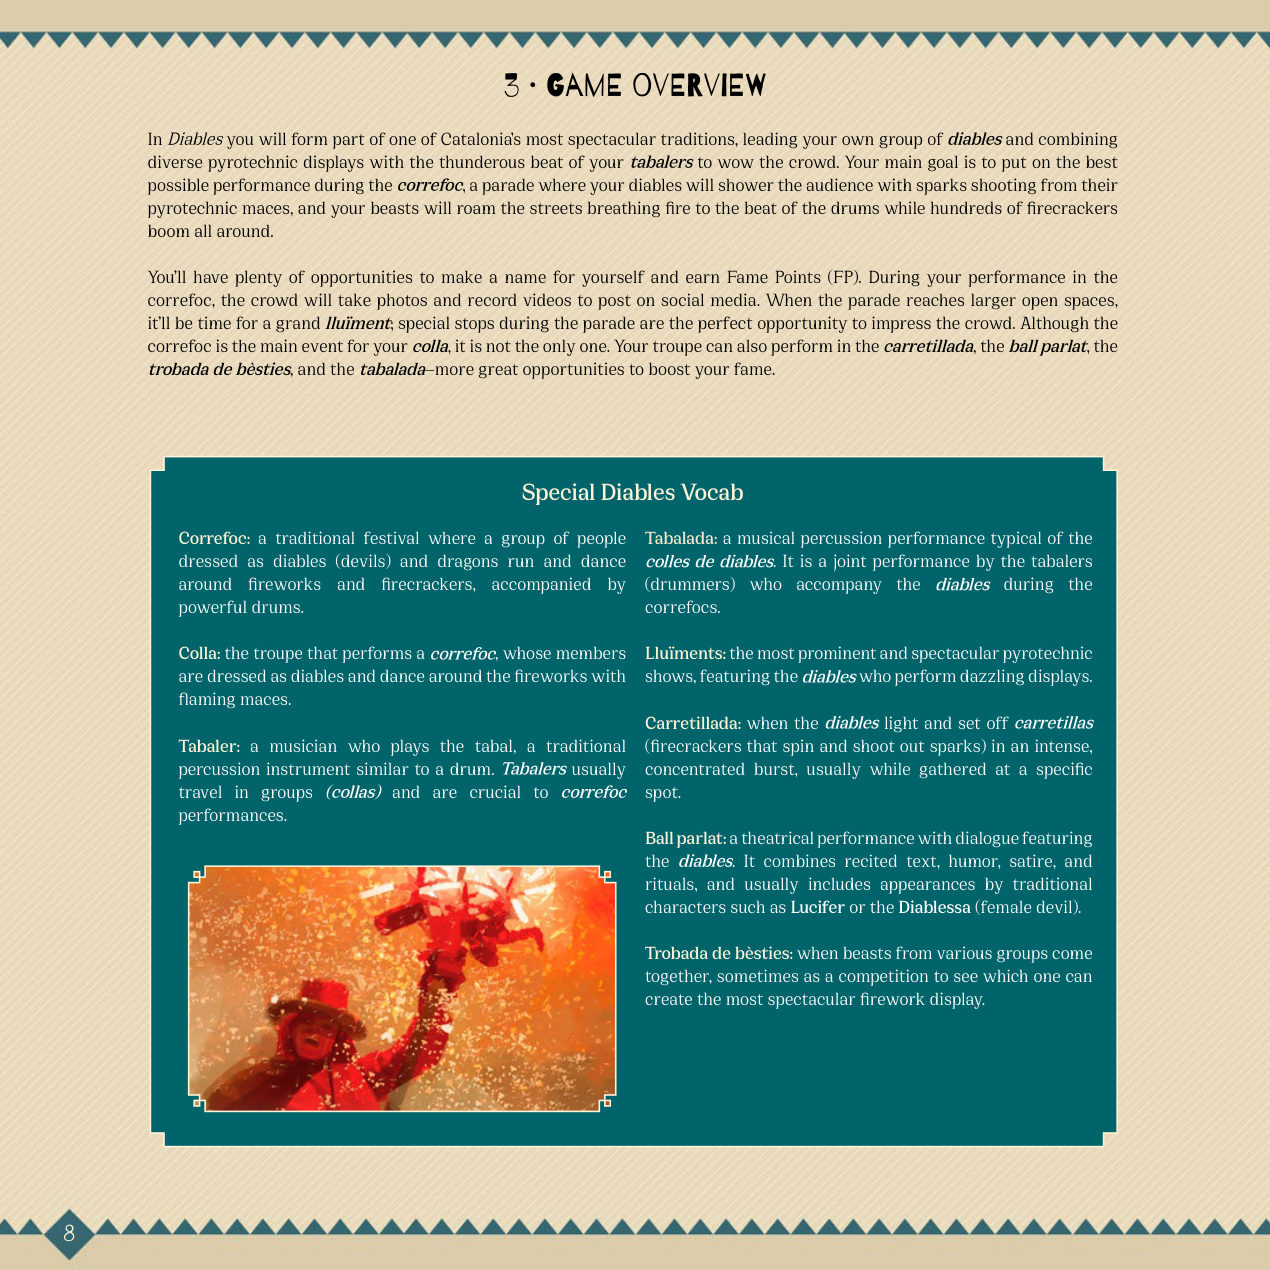 3 · GAME OVERVIEW
In Diables you will form part of one of Catalonia's most spectacular traditions, leading your own group of diables and combining
diverse pyrotechnic displays with the thunderous beat of your tabalers to wow the crowd. Your main goal is to put on the best
possible performance during the correfoc, a parade where your diables will shower the audience with sparks shooting from their
pyrotechnic maces, and your beasts will roam the streets breathing fire to the beat of the drums while hundreds of firecrackers
boom all around.
You'll have plenty of opportunities to make a name for yourself and earn Fame Points (FP). During your performance in the
correfoc, the crowd will take photos and record videos to post on social media. When the parade reaches larger open spaces,
it'll be time for a grand lluïment; special stops during the parade are the perfect opportunity to impress the crowd. Although the
correfoc is the main event for your colla, it is not the only one. Your troupe can also perform in the carretillada, the ball parlat, the
trobada de bèsties, and the tabalada–more great opportunities to boost your fame.
Special Diables Vocab
Correfoc: a traditional festival where a group of people
dressed as diables (devils) and dragons run and dance
around fireworks and firecrackers, accompanied by
powerful drums.
Colla: the troupe that performs a correfoc, whose members
are dressed as diables and dance around the fireworks with
flaming maces.
Tabaler: a musician who plays the tabal, a traditional
percussion instrument similar to a drum. Tabalers usually
travel in groups (collas) and are crucial to correfoc
performances.
Tabalada: a musical percussion performance typical of the
colles de diables. It is a joint performance by the tabalers
(drummers) who accompany the diables during the
correfocs.
Lluïments: the most prominent and spectacular pyrotechnic
shows, featuring the diables who perform dazzling displays.
Carretillada: when the diables light and set off carretillas
(firecrackers that spin and shoot out sparks) in an intense,
concentrated burst, usually while gathered at a specific
spot.
Ball parlat: a theatrical performance with dialogue featuring
the diables. It combines recited text, humor, satire, and
rituals, and usually includes appearances by traditional
characters such as Lucifer or the Diablessa (female devil).
Trobada de bèsties: when beasts from various groups come
together, sometimes as a competition to see which one can
create the most spectacular firework display.
8